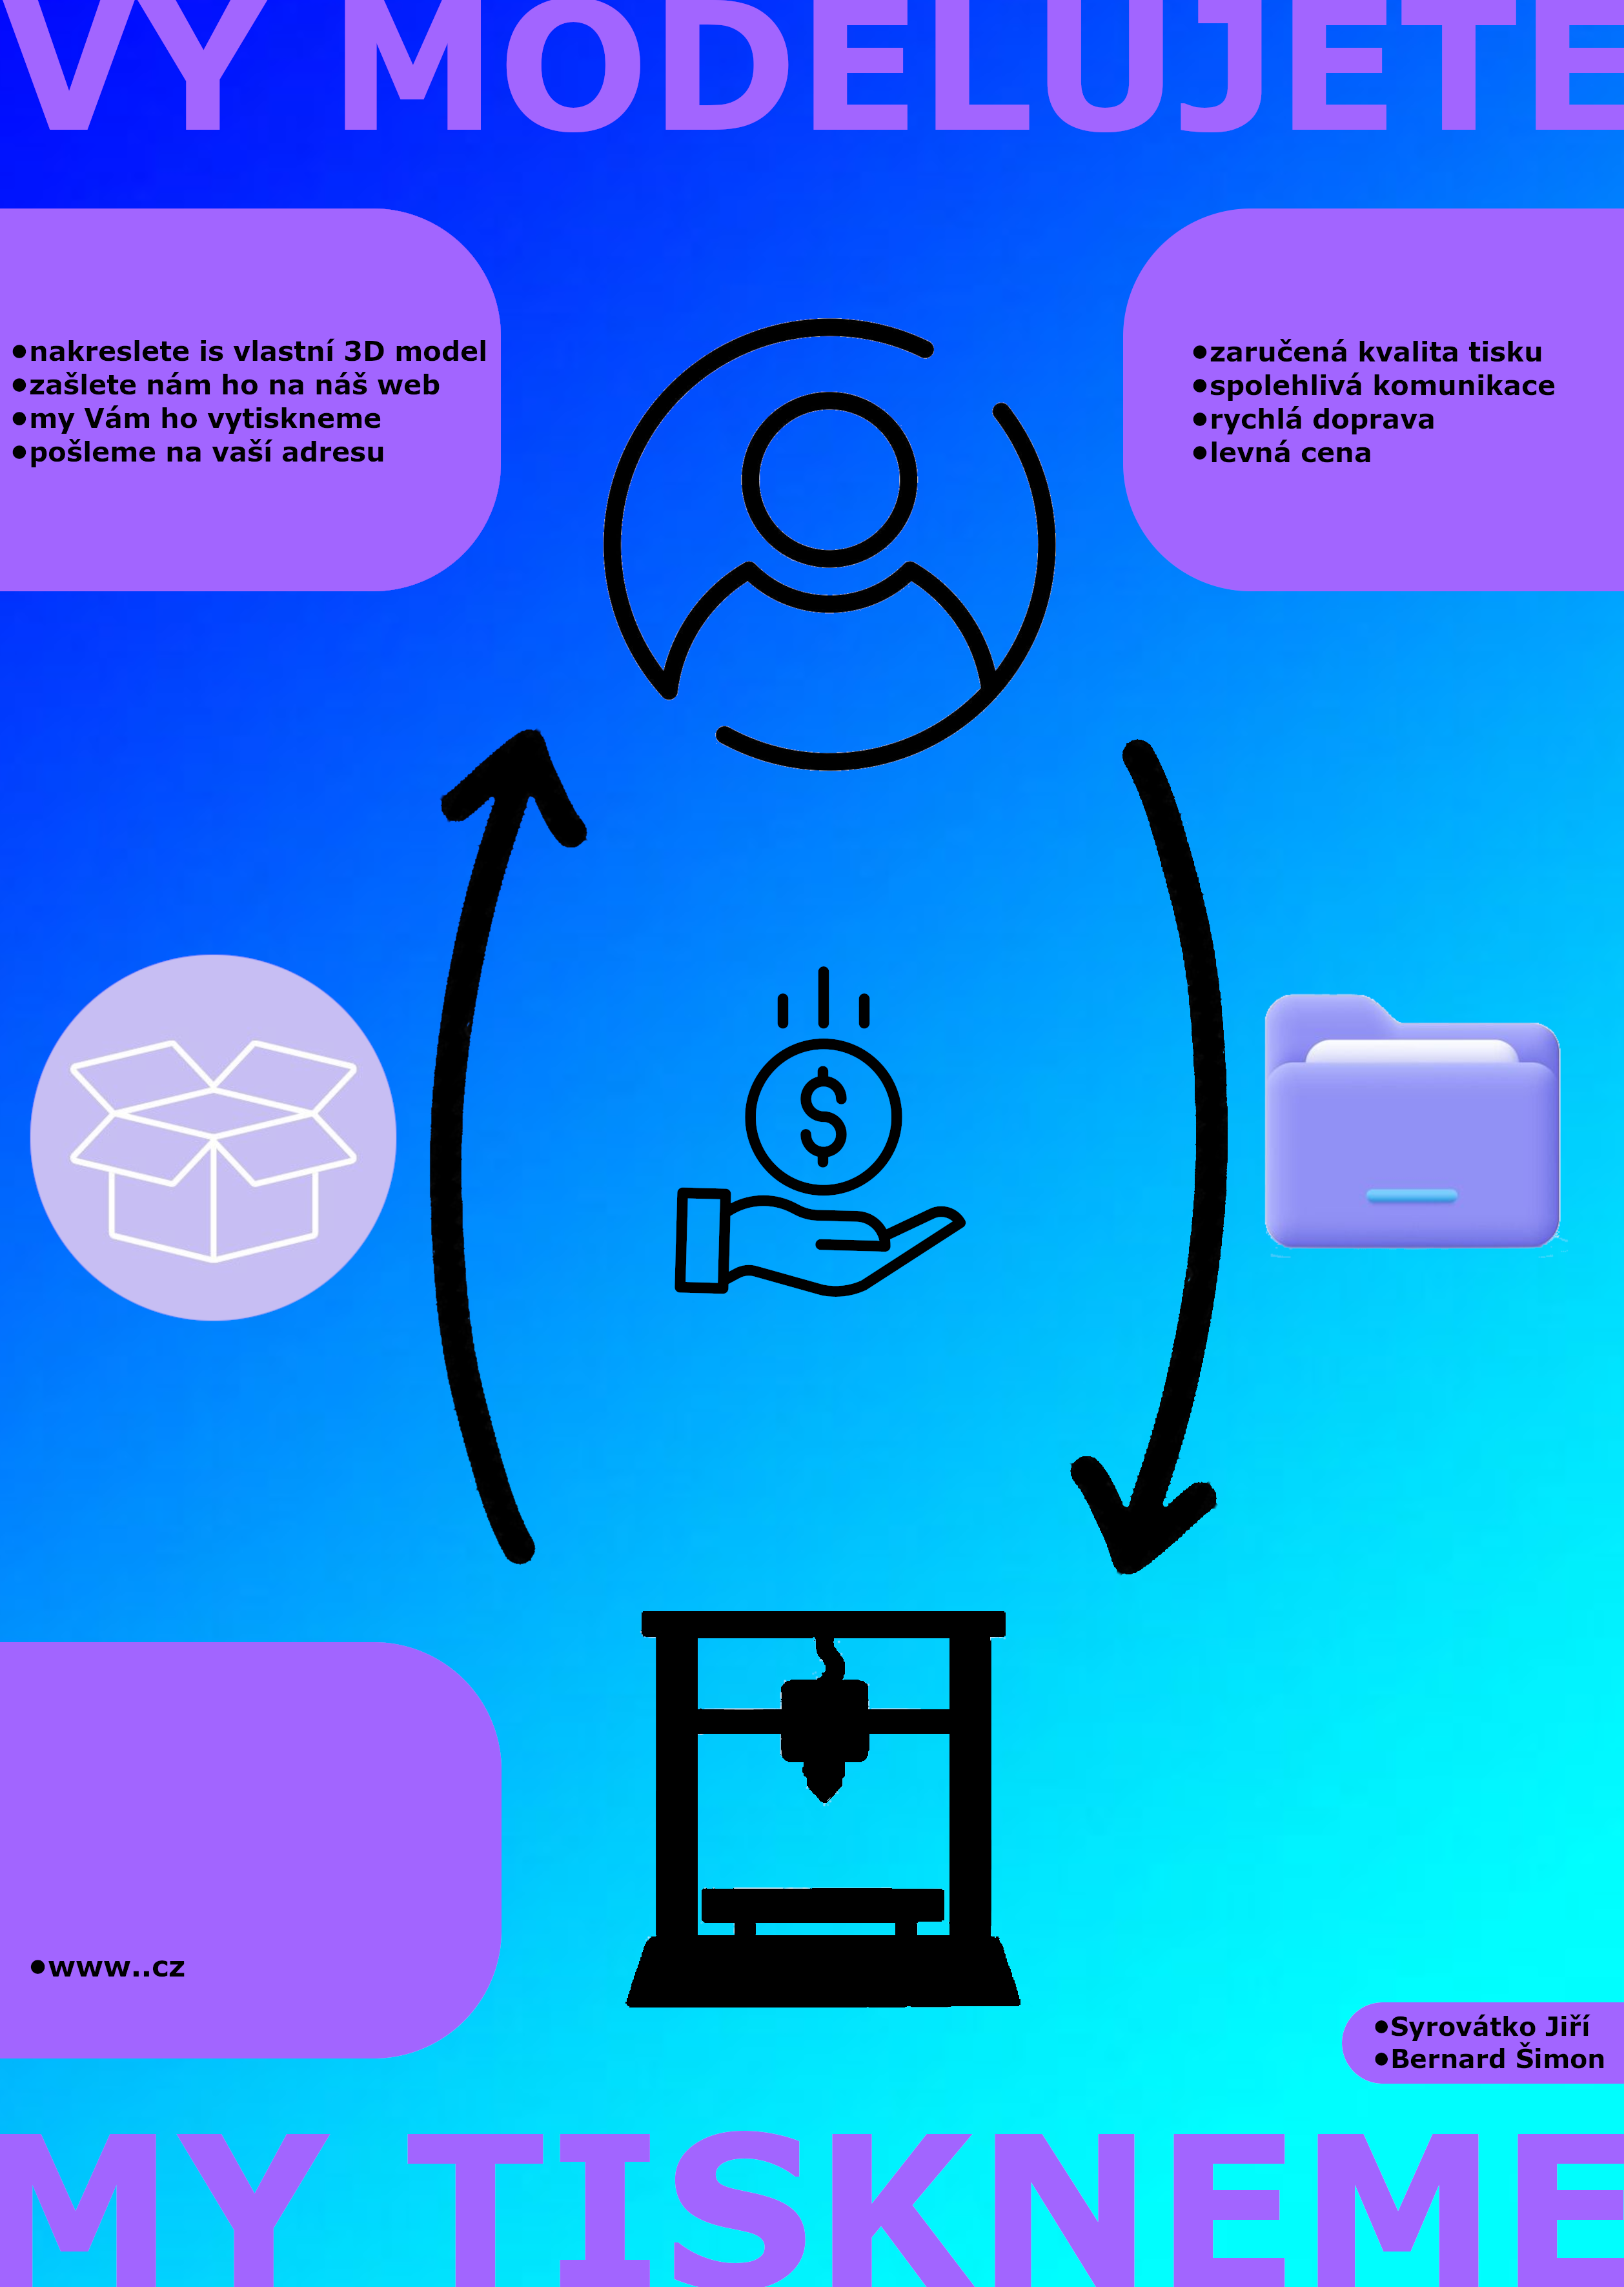 VY MODELUJETE
•nakreslete is vlastní 3D model
•zašlete nám ho na náš web
•my Vám ho vytiskneme
•pošleme na vaší adresu
•zaručená kvalita tisku
•spolehlivá komunikace
•rychlá doprava
•levná cena
$
•www..cz
•Syrovátko Jiří
•Bernard Šimon
MY TISKNEME